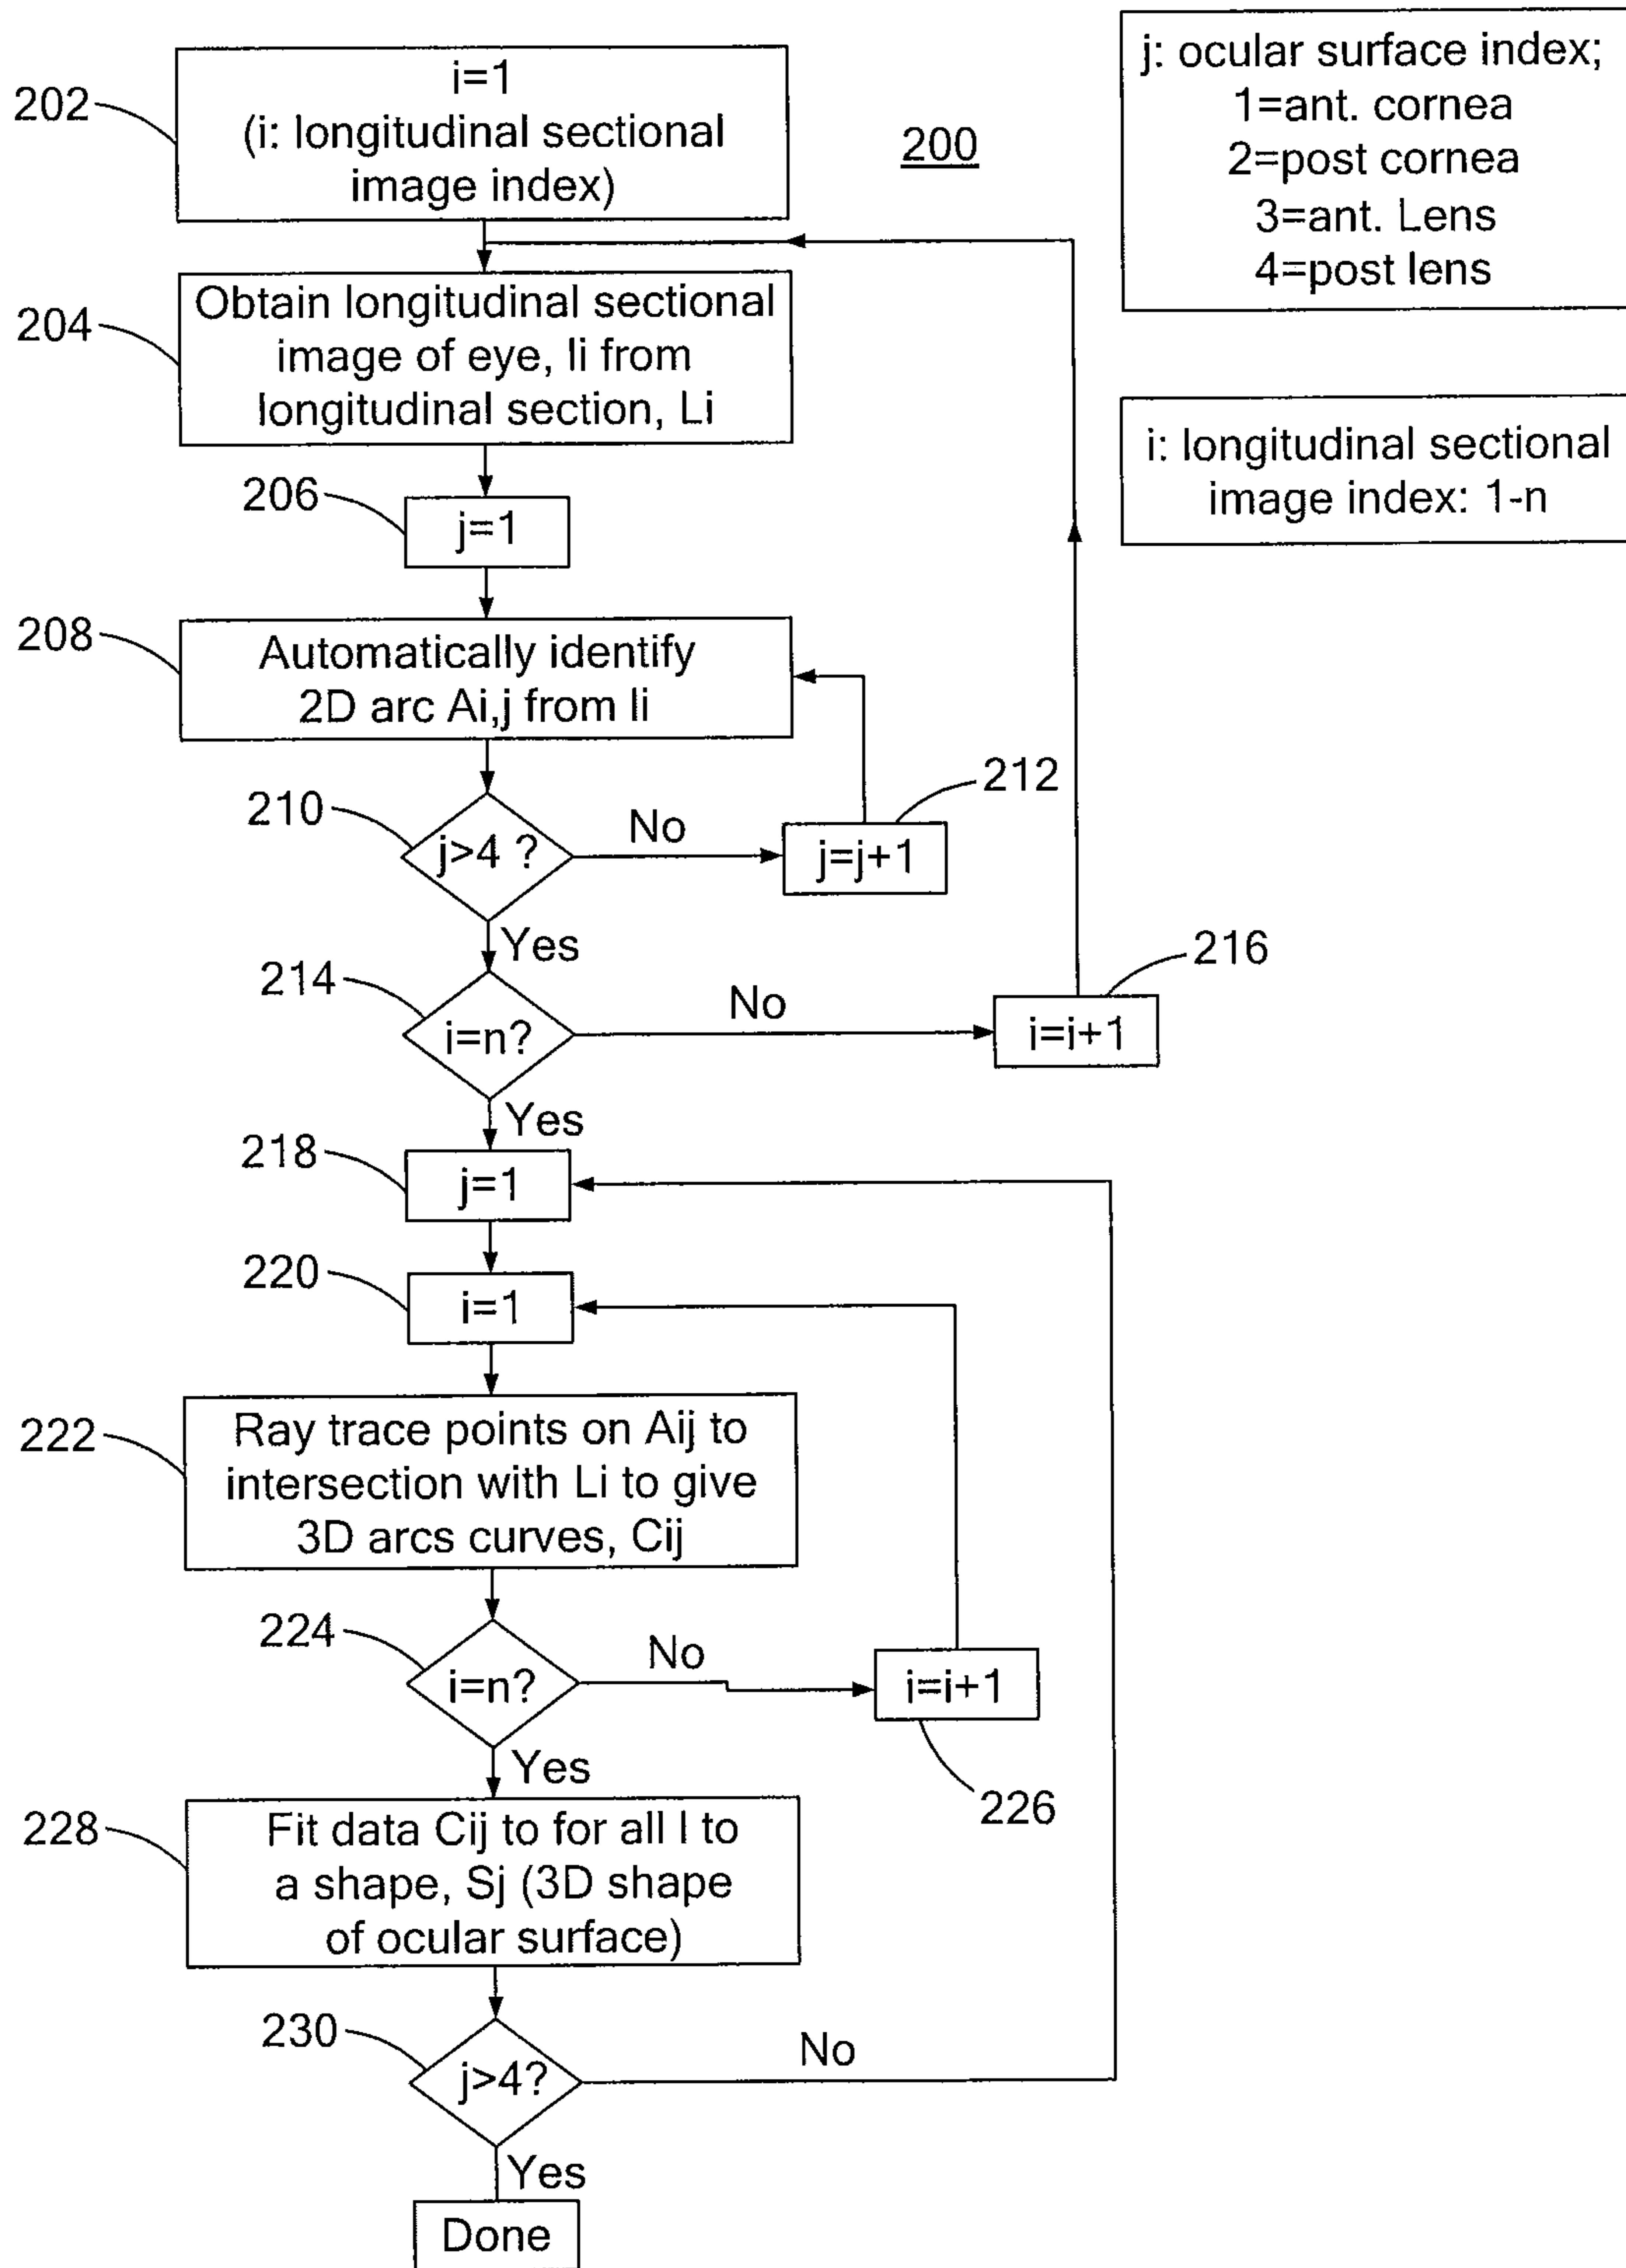 i=1
(i: longitudinal sectional
image index)
202
200
j: ocular surface index;
1=ant. cornea
2=post cornea
3=ant. Lens
4=post lens
Obtain longitudinal sectional
image of eye, Ii from
longitudinal section, Li
204
i: longitudinal sectional
image index: 1-n
206
j=1
208
Automatically identify
2D arc Ai,j from Ii
210
j>4 ?
No
212
j=j+1
Yes
214
i=n?
No
216
i=i+1
Yes
218
j=1
220
i=1
222
Ray trace points on Aij to
intersection with Li to give
3D arcs curves, Cij
224
i=n?
No
i=i+1
226
Yes
228
Fit data Cij to for all I to
a shape, Sj (3D shape
of ocular surface)
230
j>4?
No
Yes
Done